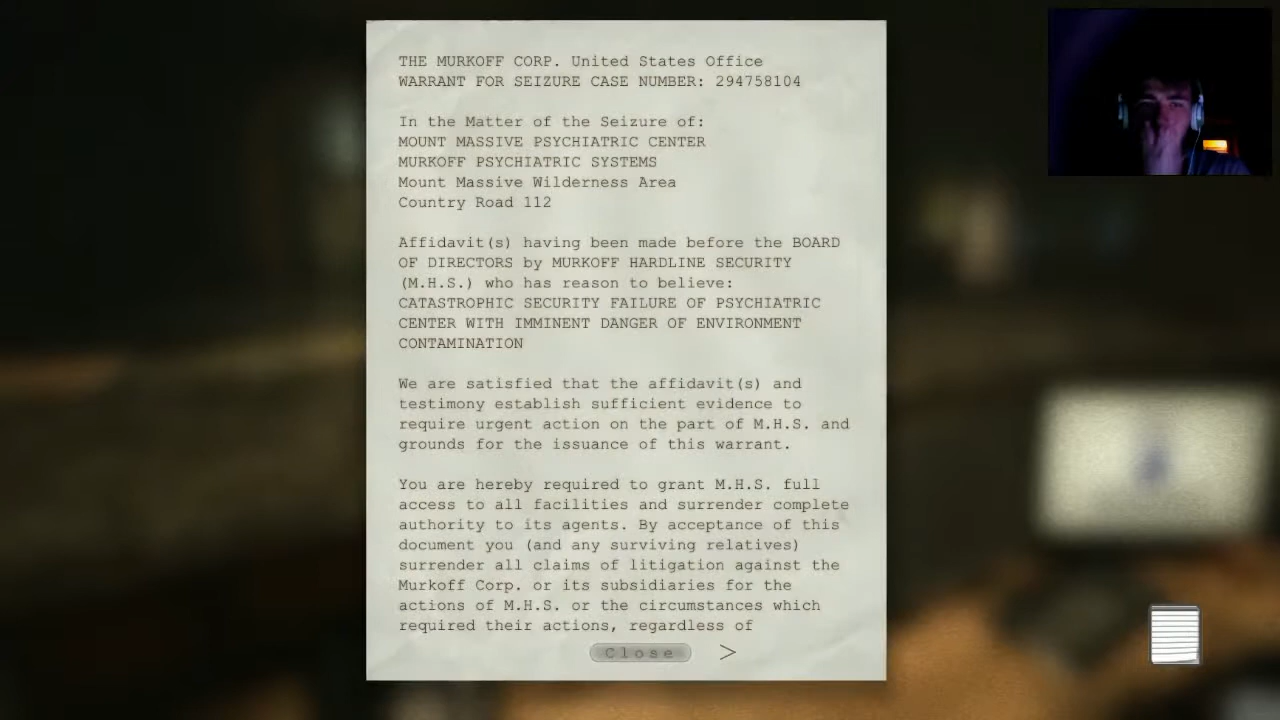 THE MURKOFF CORP. United States Office
WARRANT FOR SEIZURE CASE NUMBER: 294758104
In the Matter of the Seizure of:
MOUNT MASSIVE PSYCHIATRIC CENTER
MURKOFF PSYCHIATRIC SYSTEMS
Mount Massive Wilderness Area
Country Road 112
Affidavit(s) having been made before the BOARD
OF DIRECTORS by MURKOFF HARDLINE SECURITY
(M.H.S.) who has reason to believe:
CATASTROPHIC SECURITY FAILURE OF PSYCHIATRIC
CENTER WITH IMMINENT DANGER OF ENVIRONMENT
CONTAMINATION
We are satisfied that the affidavit(s) and
testimony establish sufficient evidence to
require urgent action on the part of M.H.S. and
grounds for the issuance of this warrant.
You are hereby required to grant M.H.S. full
access to all facilities and surrender complete
authority to its agents. By acceptance of this
document you (and any surviving relatives)
surrender all claims of litigation against the
Murkoff Corp. or its subsidiaries for the
actions of M.H.S. or the circumstances which
required their actions, regardless of
Close >